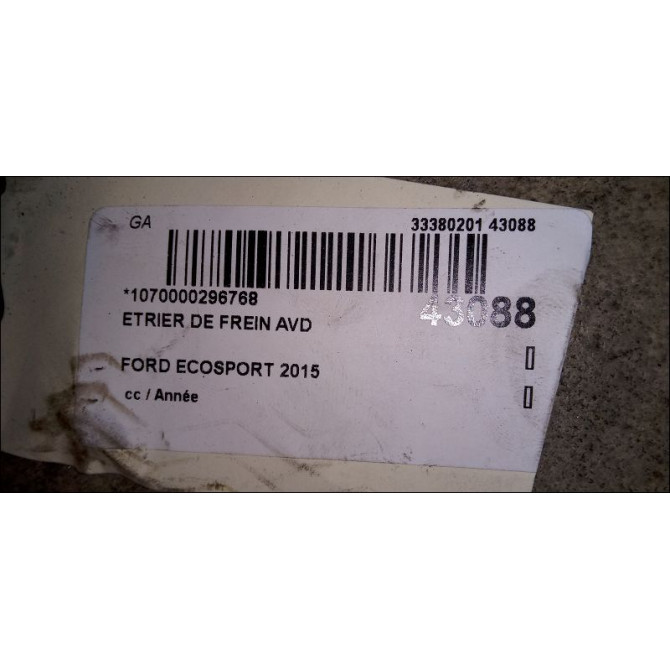 GA 33380201 43088
*1070000296768
43088
ETRIER DE FREIN AVD
FORD ECOSPORT 2015
cc / Année